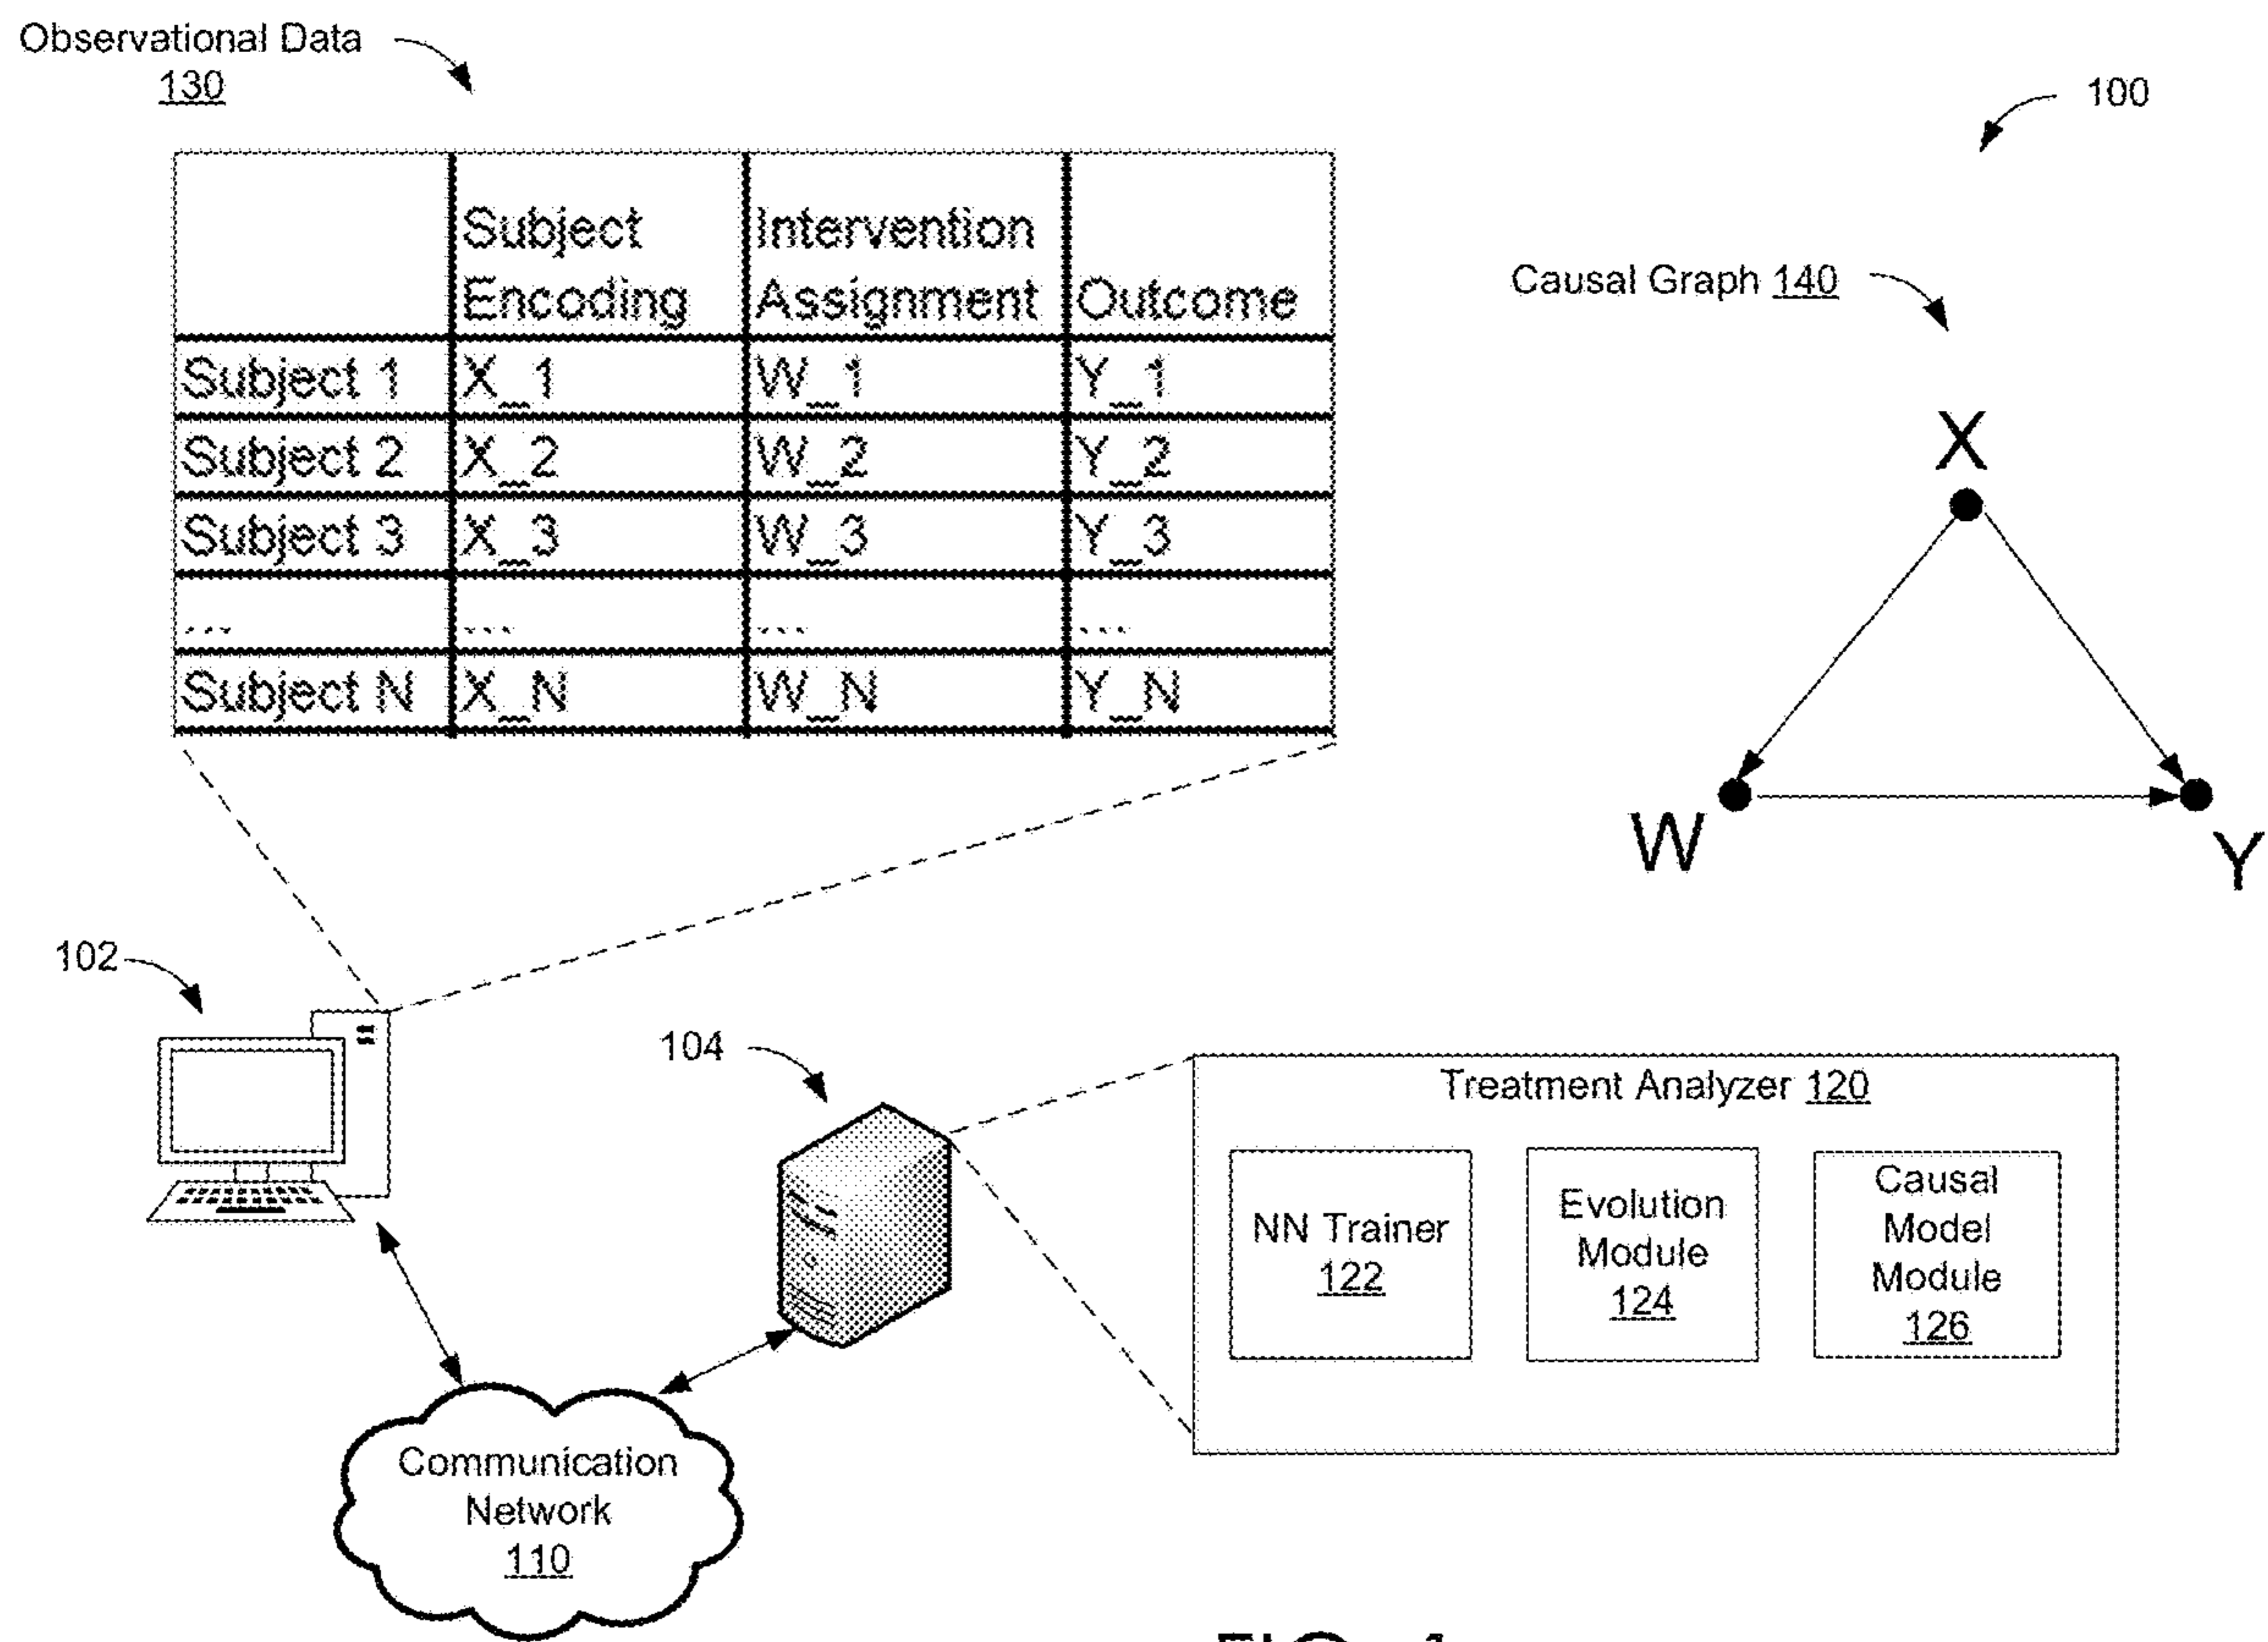 Observational Data
130
100
Subject Encoding Intervention Assignment Outcome
Subject 1 X_1 W_1 Y_1
Subject 2 X_2 W_2 Y_2
Subject 3 X_3 W_3 Y_3
... ... ... ...
Subject N X_N W_N Y_N
Causal Graph 140
X
W
Y
102
104
Treatment Analyzer 120
NN Trainer
122
Evolution
Module
124
Causal
Model
Module
126
Communication
Network
110